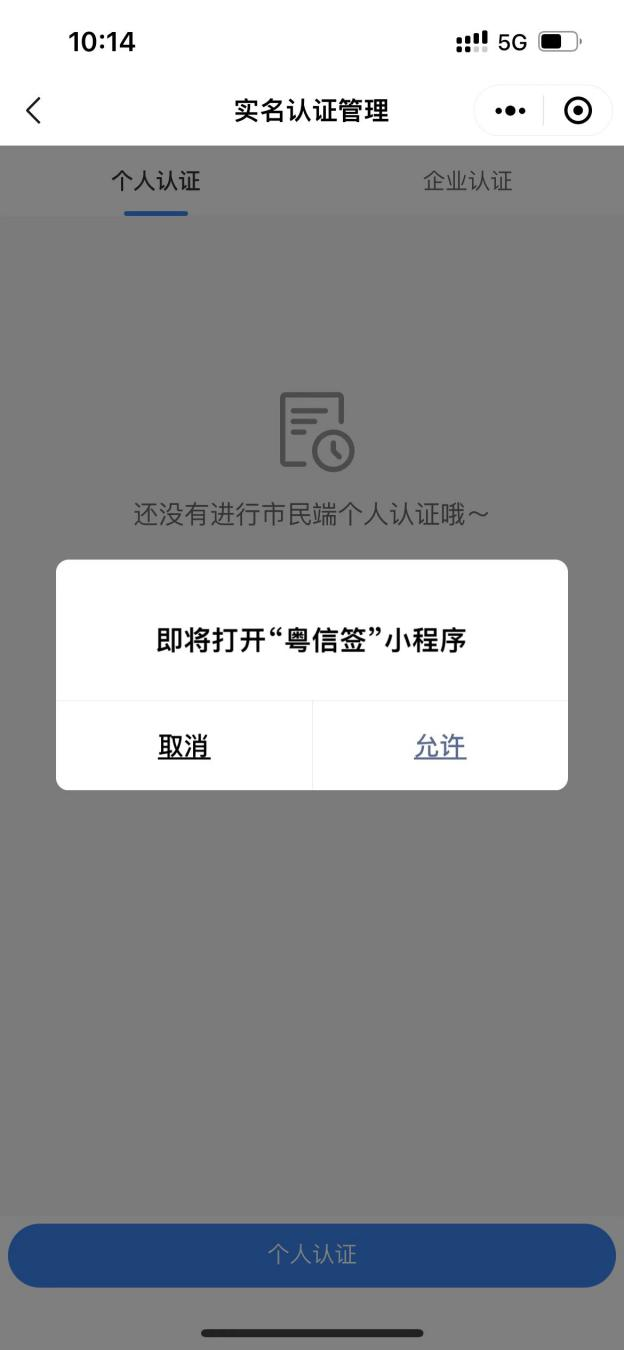 10:14
5G
实名认证管理
个人认证
企业认证
还没有进行市民端个人认证哦～
即将打开“粤信签”小程序
取消
允许
个人认证